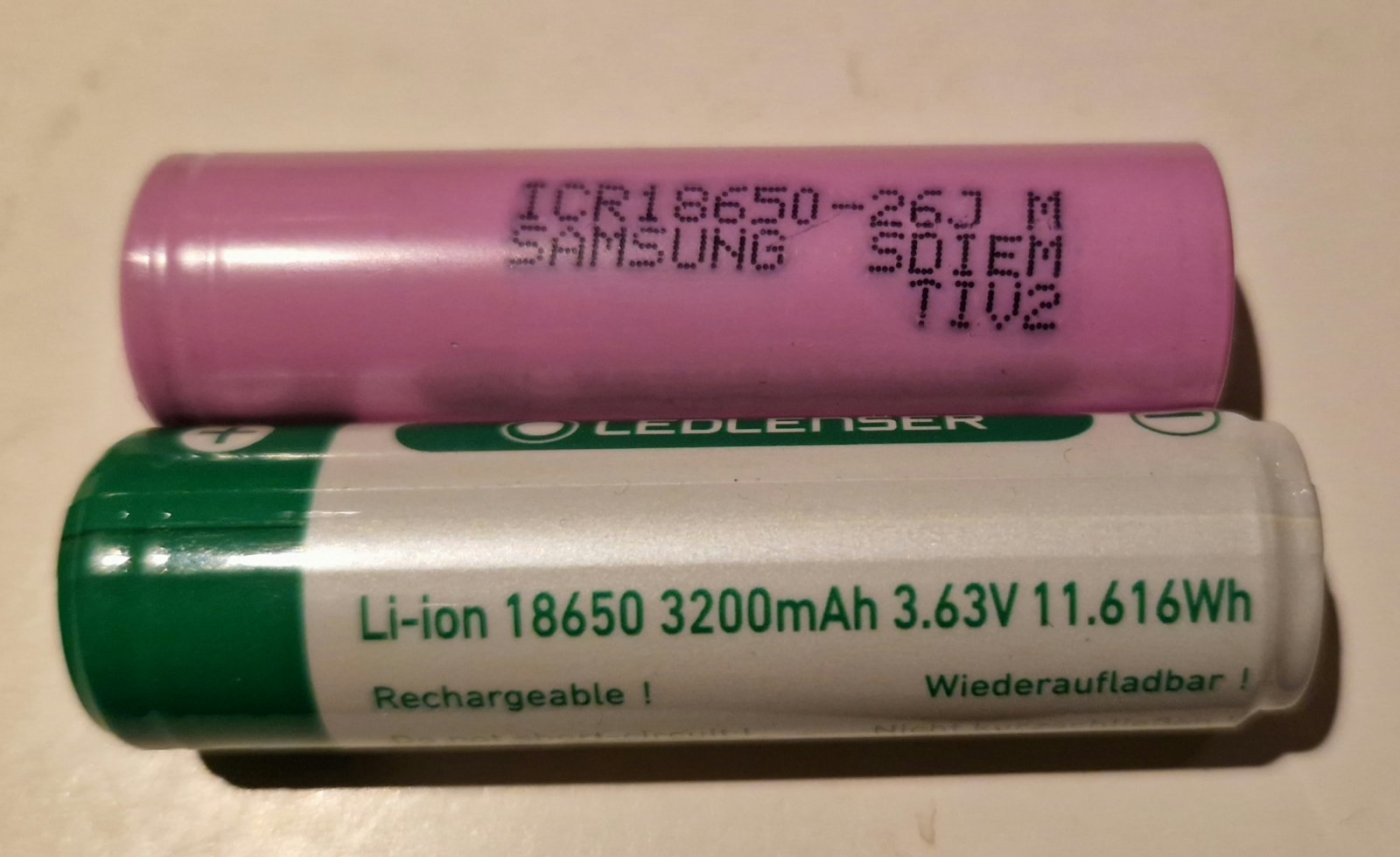 ICR18650-26J M
SAMSUNG SDIEM
TIV2
+
LEDLENSER
−
Li-ion 18650 3200mAh 3.63V 11.616Wh
Rechargeable !
Wiederaufladbar !